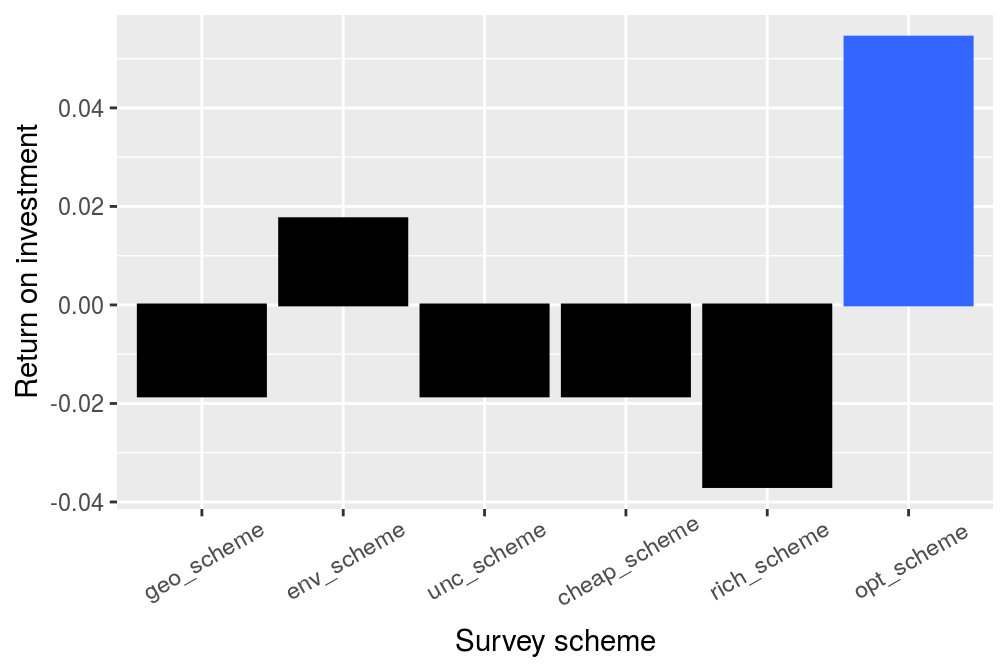 0.04
0.02
0.00
-0.02
-0.04
Return on investment
geo_scheme
env_scheme
unc_scheme
cheap_scheme
rich_scheme
opt_scheme
Survey scheme